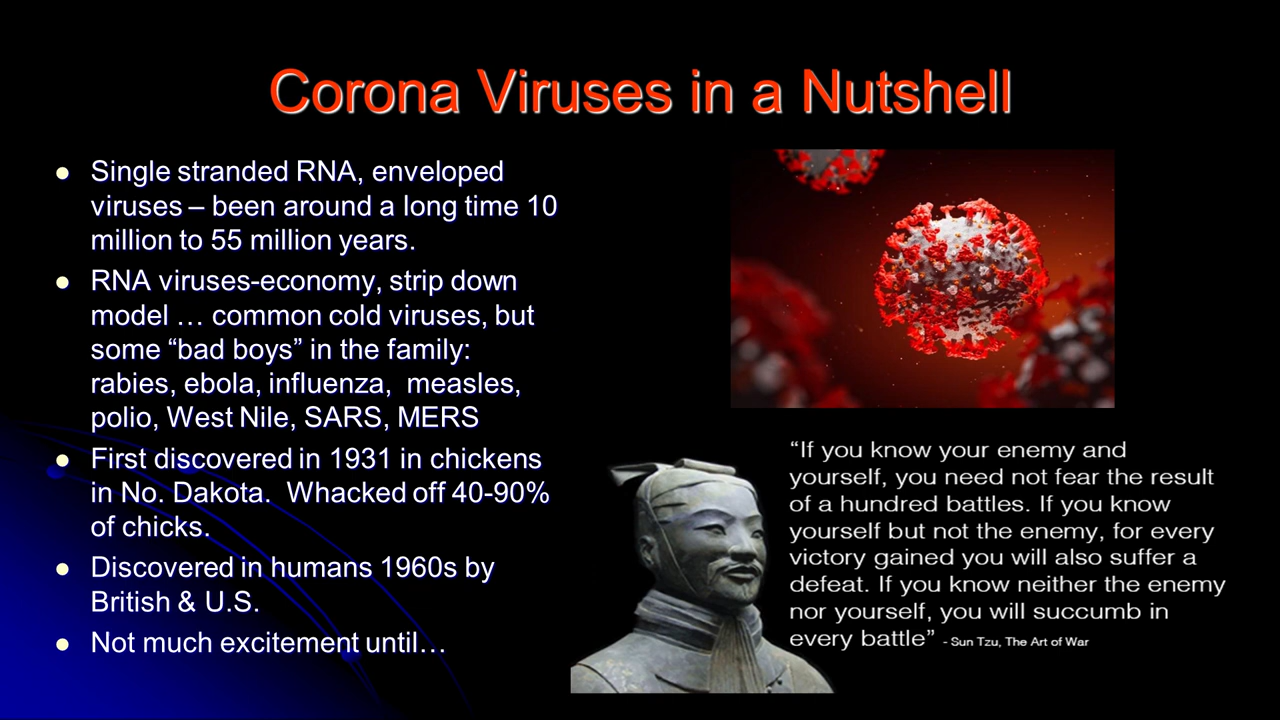 Corona Viruses in a Nutshell
● Single stranded RNA, enveloped
viruses – been around a long time 10
million to 55 million years.
● RNA viruses-economy, strip down
model … common cold viruses, but
some “bad boys” in the family:
rabies, ebola, influenza,  measles,
polio, West Nile, SARS, MERS
● First discovered in 1931 in chickens
in No. Dakota.  Whacked off 40-90%
of chicks.
● Discovered in humans 1960s by
British & U.S.
● Not much excitement until…
“If you know your enemy and
yourself, you need not fear the result
of a hundred battles. If you know
yourself but not the enemy, for every
victory gained you will also suffer a
defeat. If you know neither the enemy
nor yourself, you will succumb in
every battle” - Sun Tzu, The Art of War